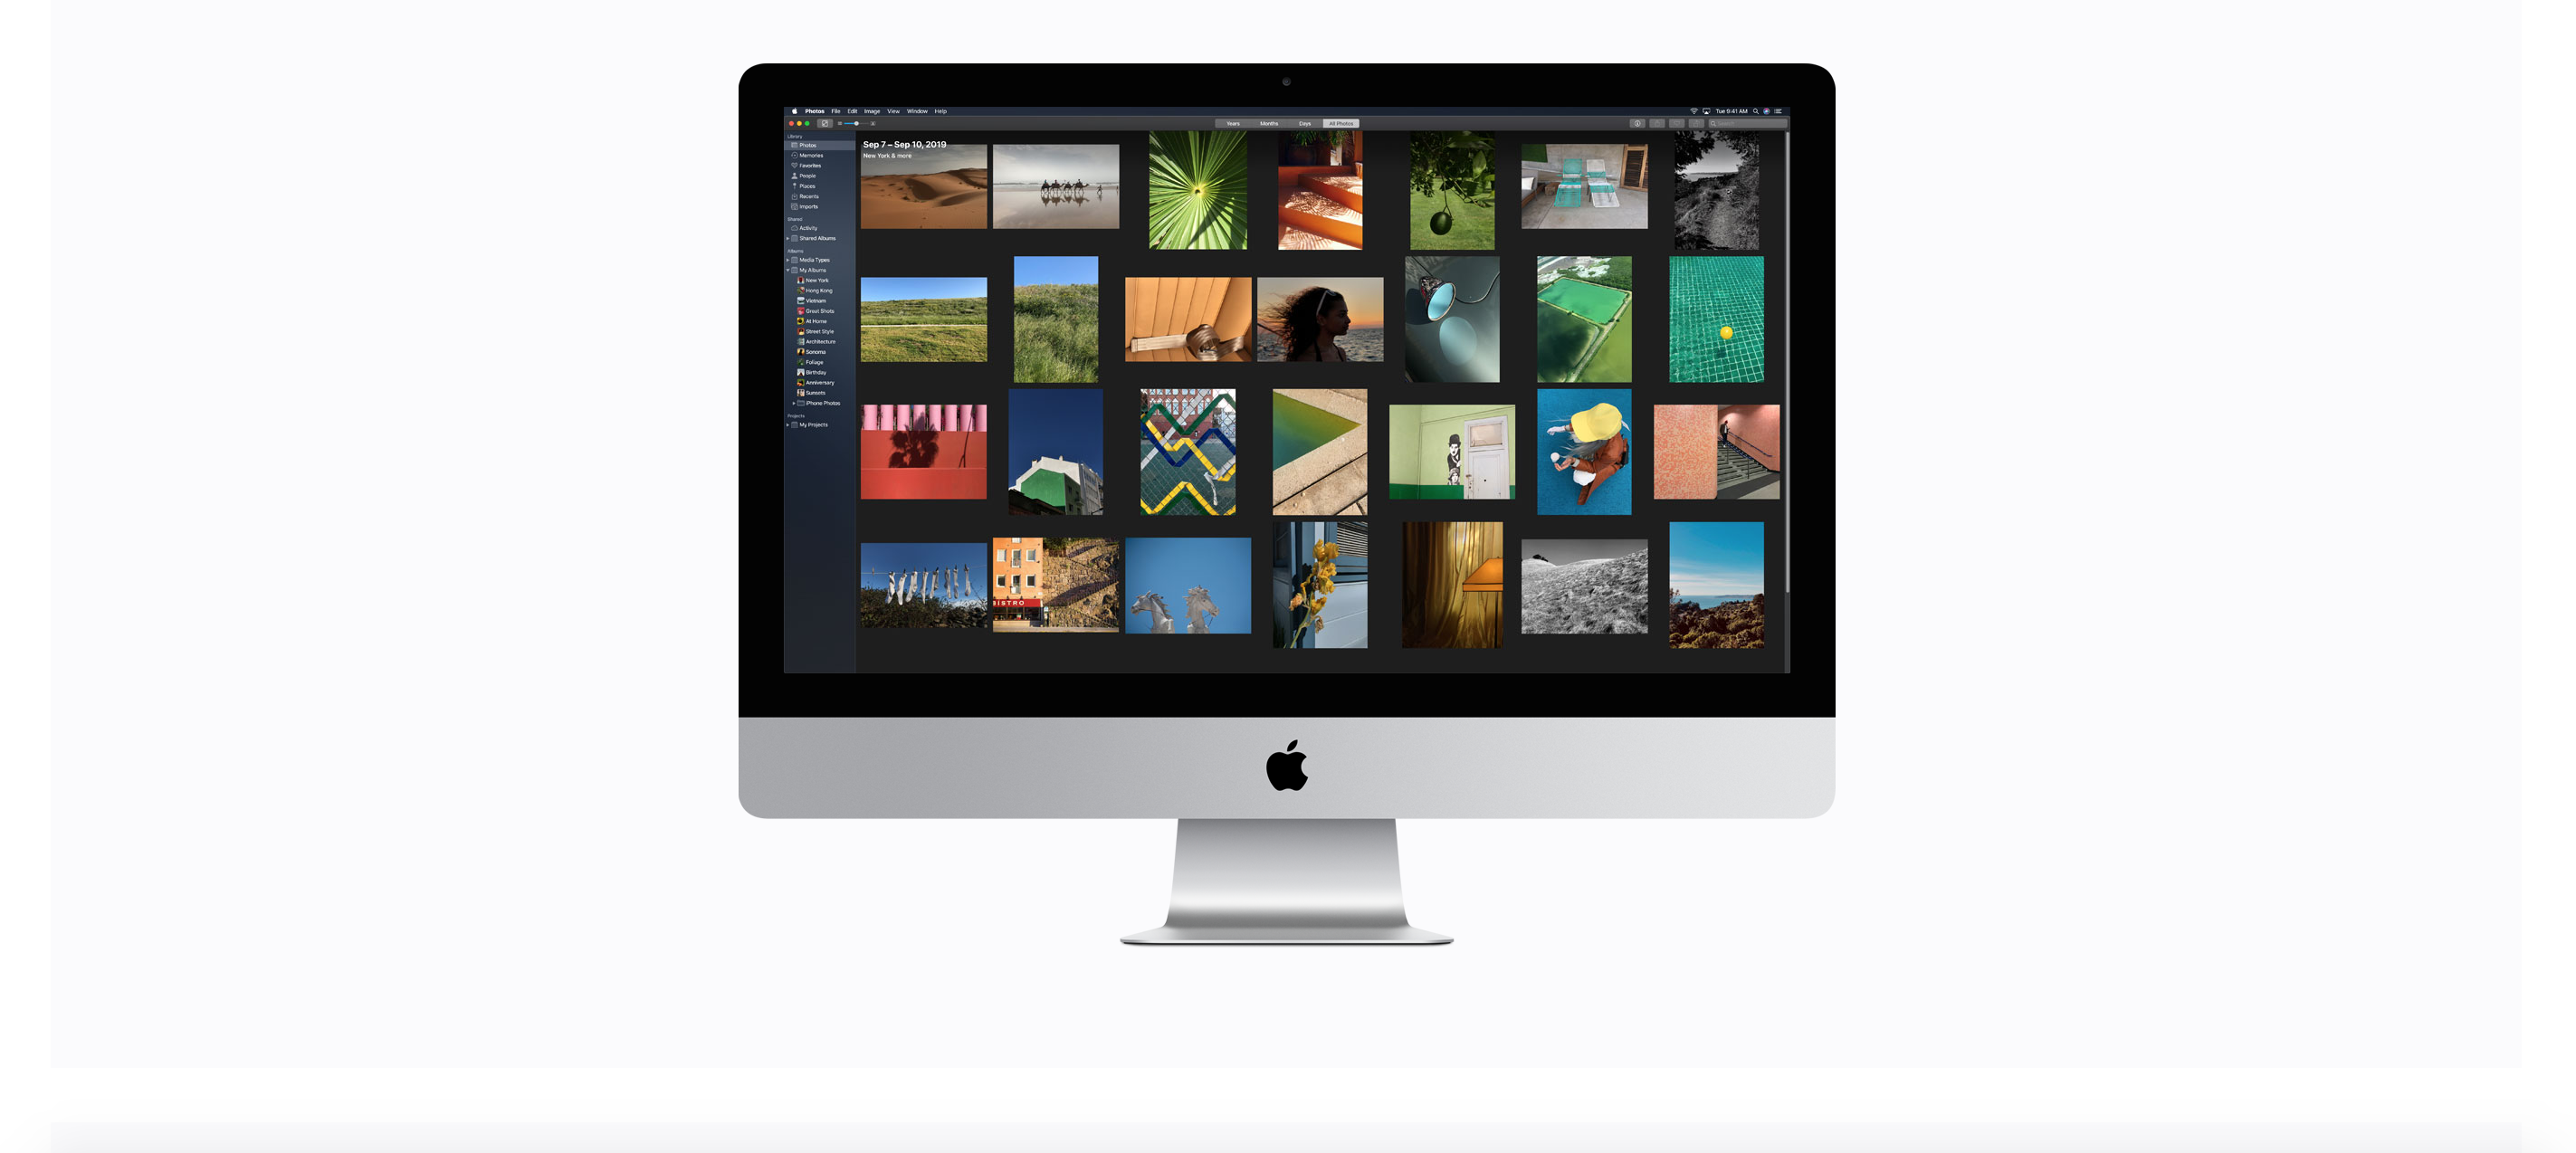 Photos File Edit Image View Window Help
Tue 9:41 AM
Years Months Days All Photos
Search
Library
Photos
Memories
Favorites
People
Places
Recents
Imports
Shared
Activity
Shared Albums
Albums
Media Types
My Albums
New York
Hong Kong
Vietnam
Great Shots
At Home
Street Style
Architecture
Sonoma
Foliage
Birthday
Anniversary
Sunsets
iPhone Photos
Projects
My Projects
Sep 7 – Sep 10, 2019
New York & more
BISTRO